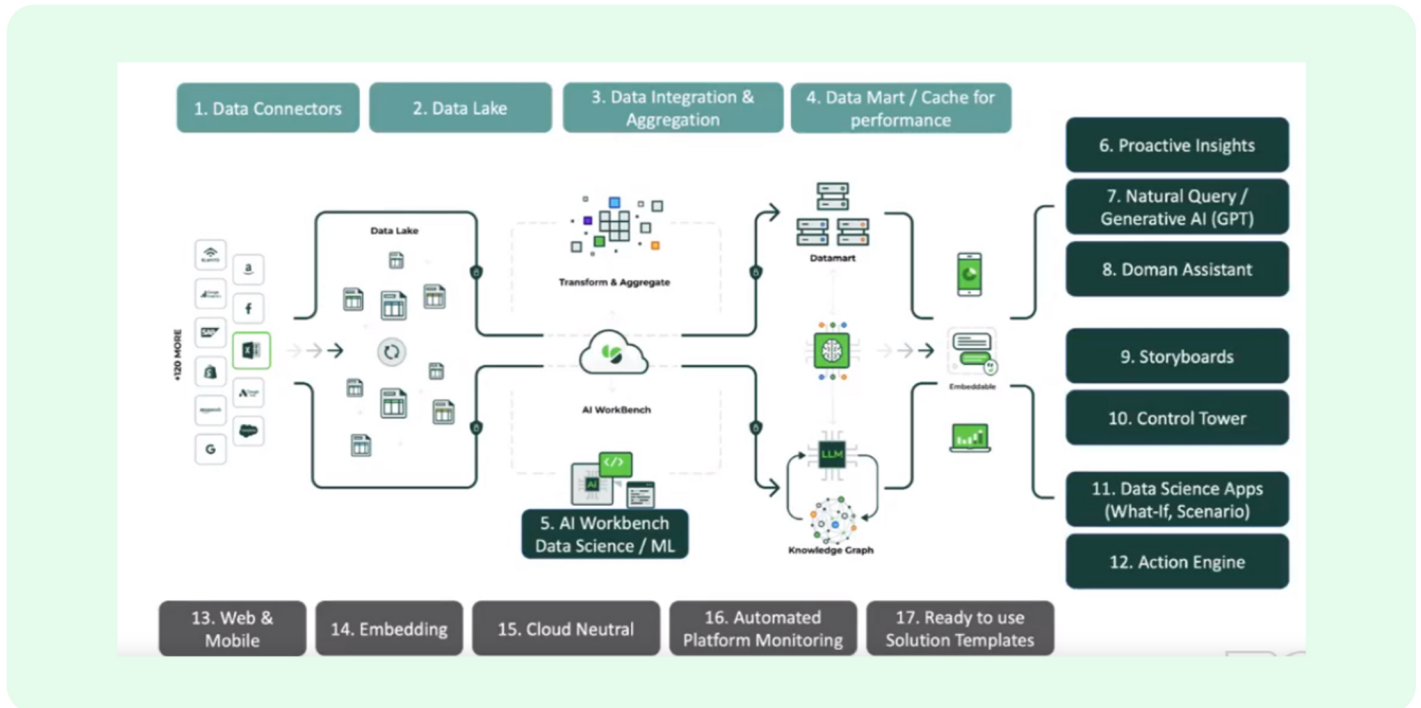 1. Data Connectors
2. Data Lake
3. Data Integration &
Aggregation
4. Data Mart / Cache for
performance
6. Proactive Insights
7. Natural Query /
Generative AI (GPT)
8. Doman Assistant
9. Storyboards
10. Control Tower
11. Data Science Apps
(What-If, Scenario)
12. Action Engine
+120 MORE
a
f
SAP
X
G
Data Lake
Transform & Aggregate
AI WorkBench
</>
AI
5. AI Workbench
Data Science / ML
Datamart
LLM
Knowledge Graph
Embeddable
13. Web &
Mobile
14. Embedding
15. Cloud Neutral
16. Automated
Platform Monitoring
17. Ready to use
Solution Templates